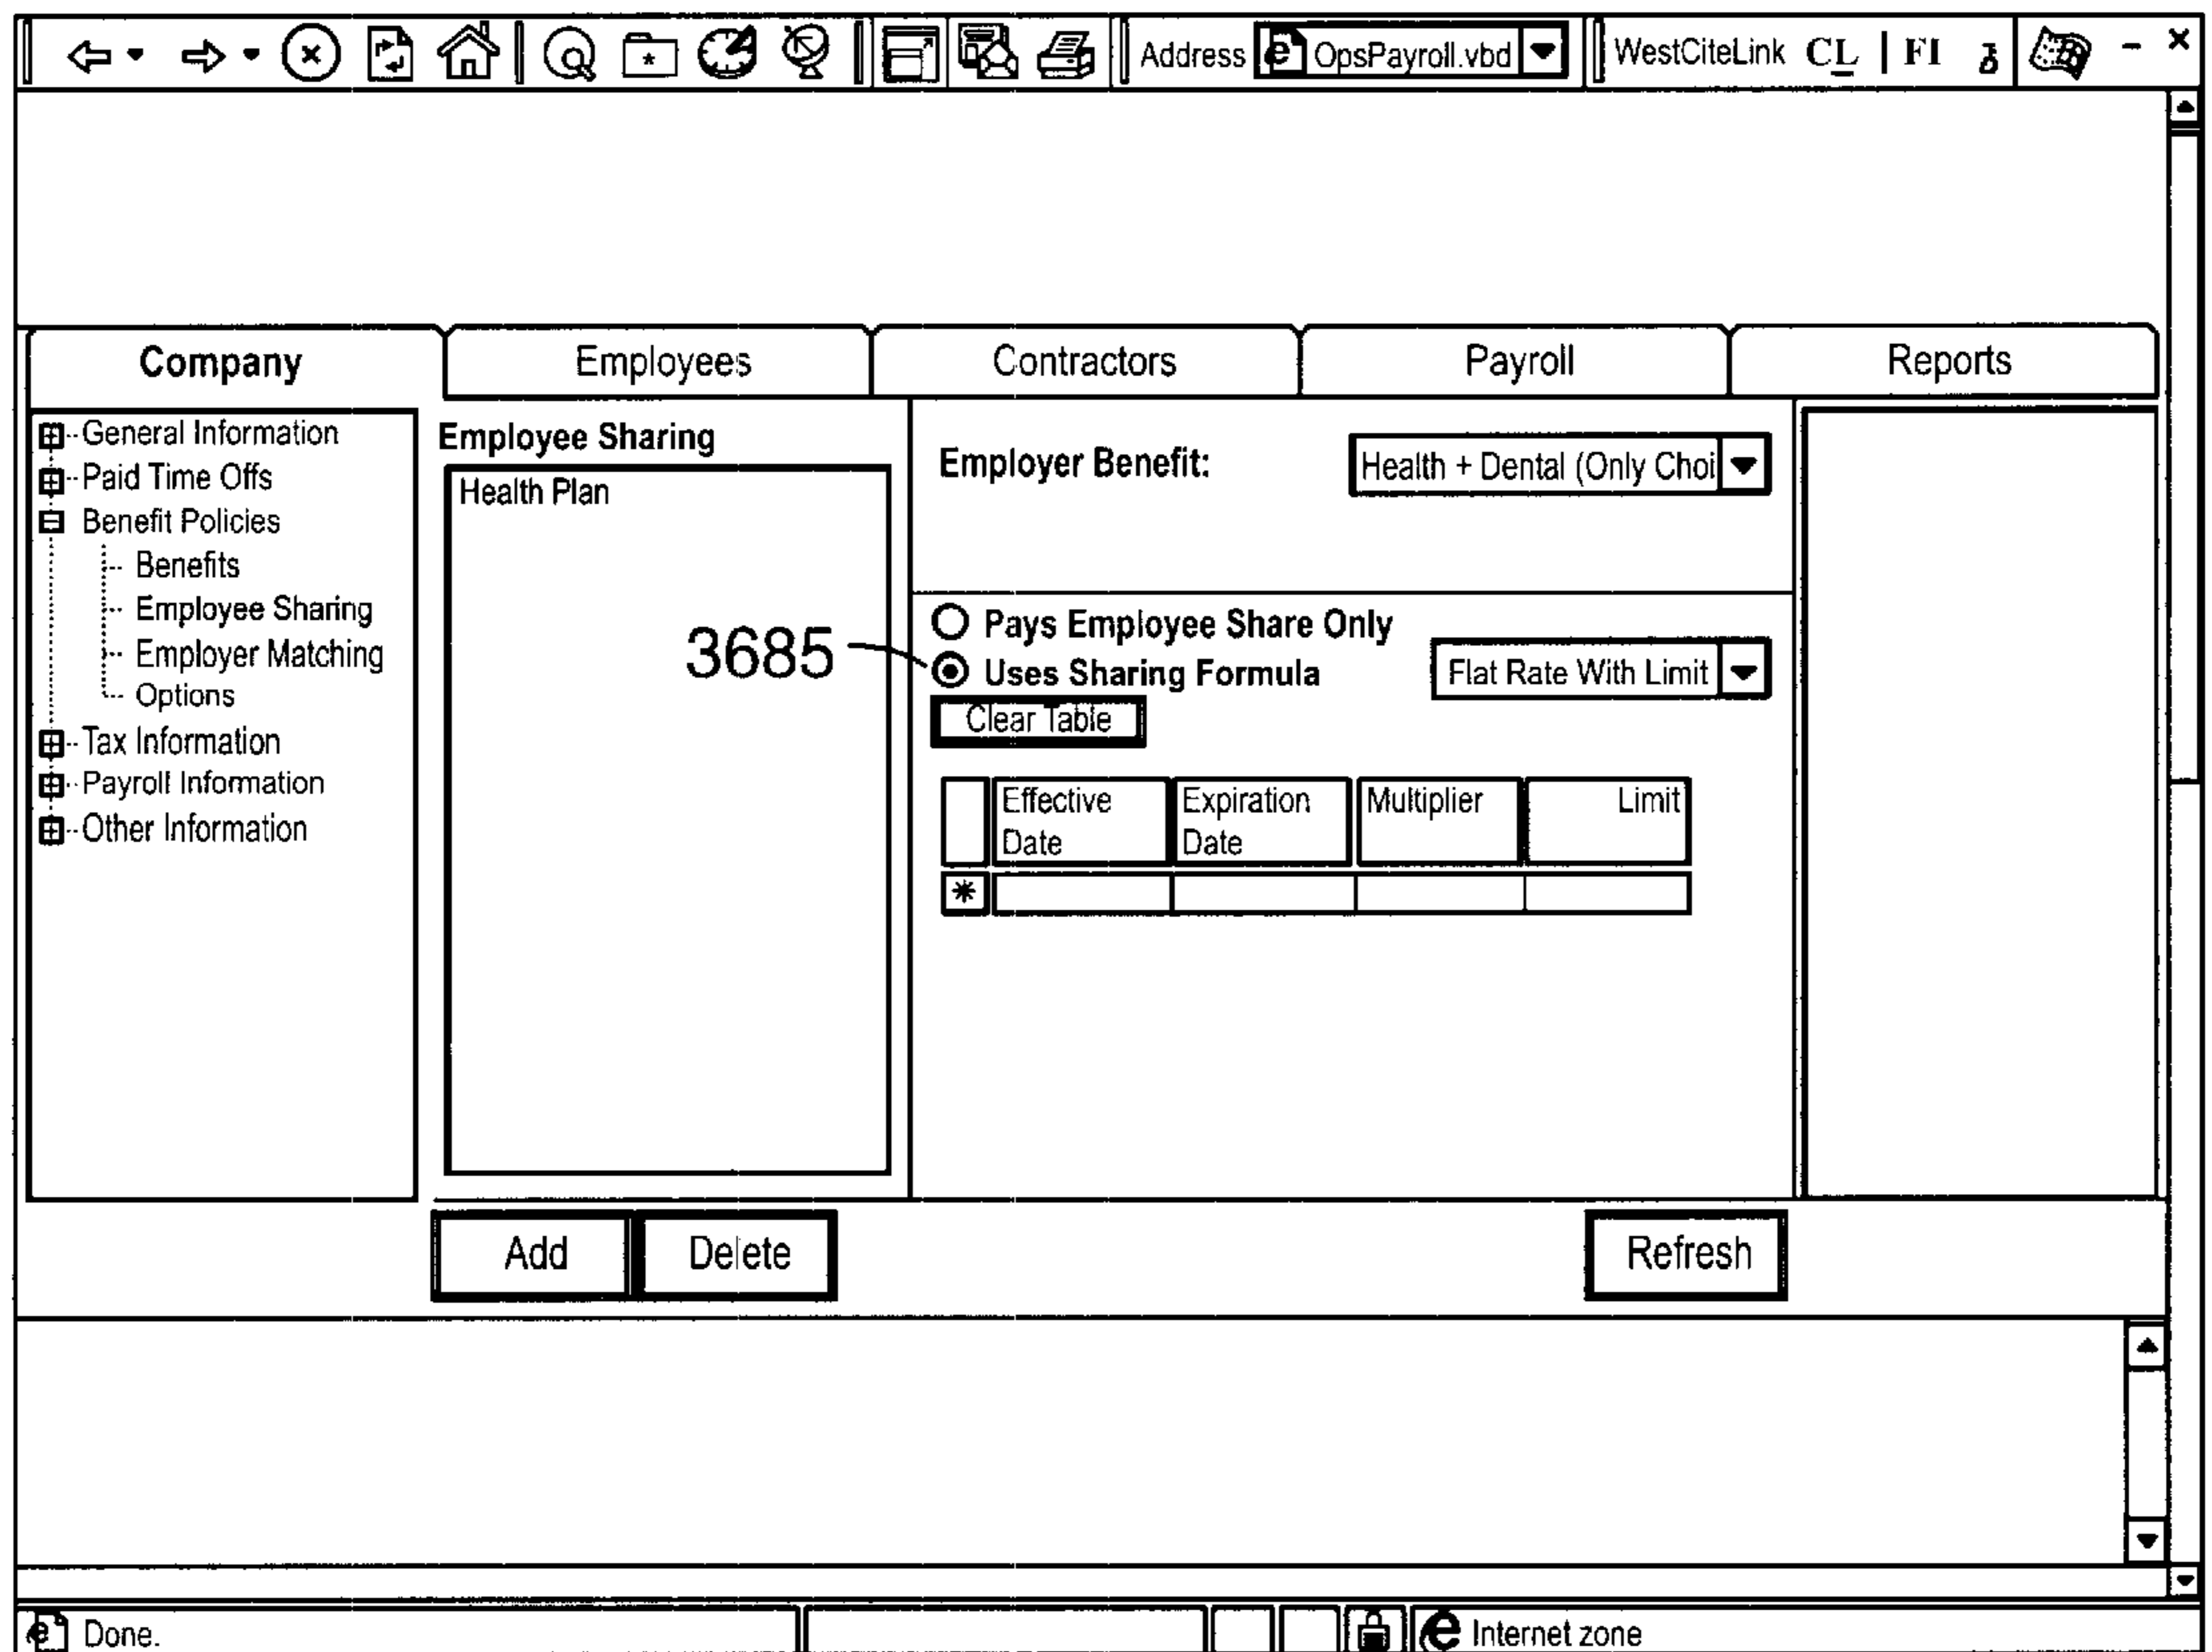 Address OpsPayroll.vbd WestCiteLink CL | FI
Company Employees Contractors Payroll Reports
General Information
Paid Time Offs
Benefit Policies
Benefits
Employee Sharing
Employer Matching
Options
Tax Information
Payroll Information
Other Information
Employee Sharing
Health Plan
3685
Employer Benefit: Health + Dental (Only Choi
Pays Employee Share Only
Uses Sharing Formula Flat Rate With Limit
Clear Table
Effective Date Expiration Date Multiplier Limit
*
Add Delete Refresh
Done. Internet zone